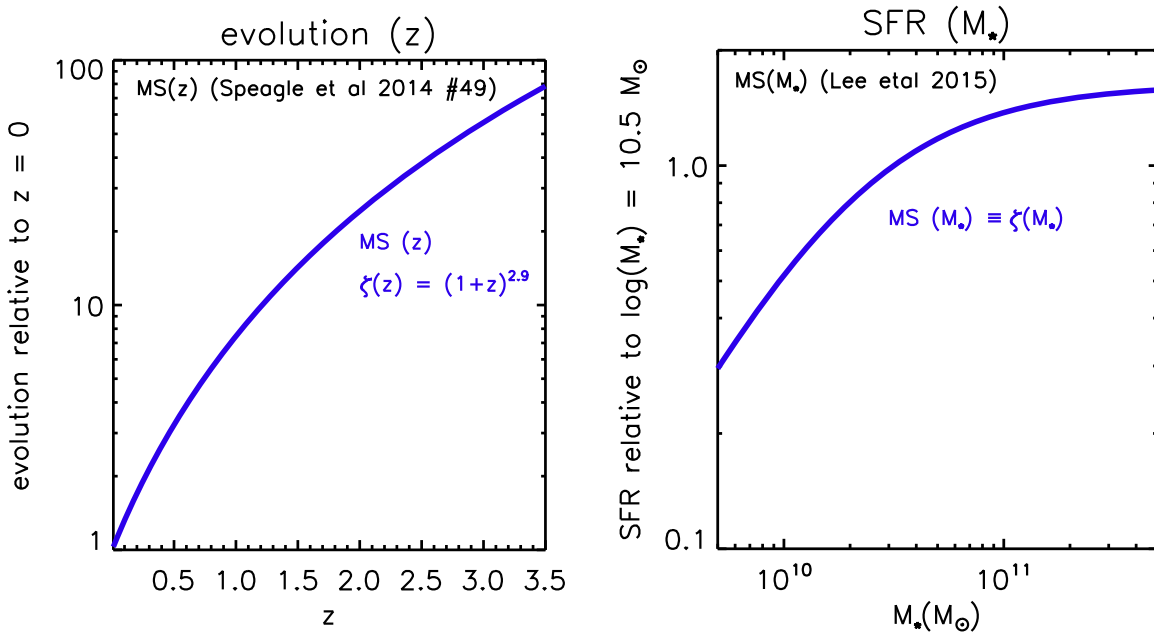 evolution (z)
100
MS(z) (Speagle et al 2014 #49)
evolution relative to z = 0
MS (z)
ζ(z) = (1+z)^2.9
10
1
0.5 1.0 1.5 2.0 2.5 3.0 3.5
z
SFR (M*)
MS(M*) (Lee etal 2015)
SFR relative to log(M*) = 10.5 M⊙
1.0
MS (M*) ≡ ζ(M*)
0.1
10^10 10^11
M*(M⊙)